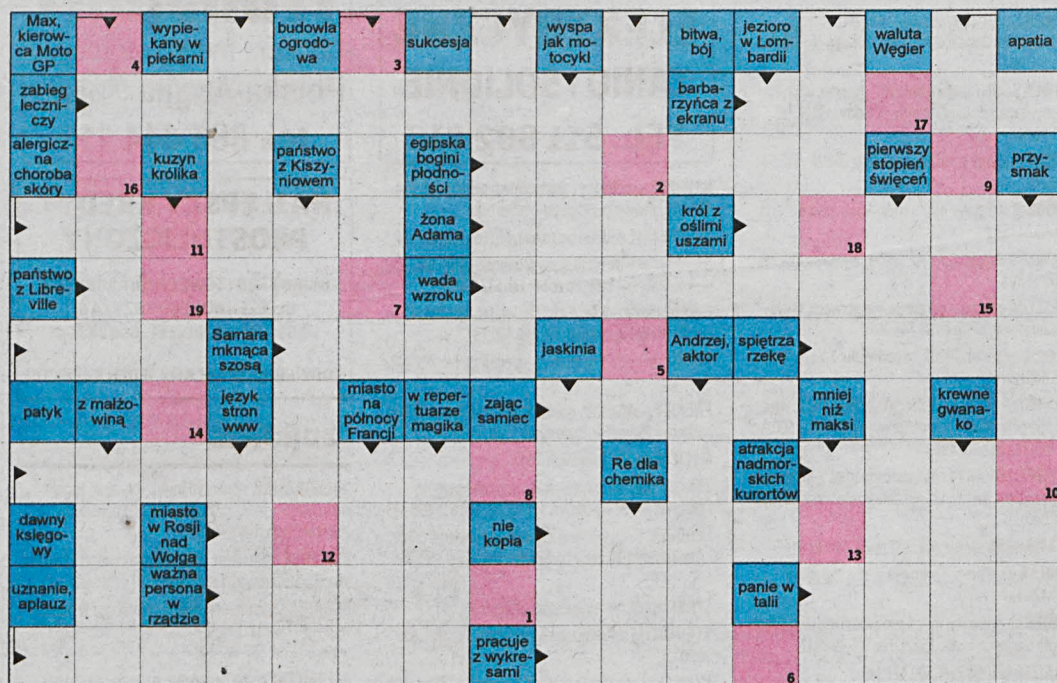 Max,
kierow-
ca Moto
GP
4
wypie-
kany w
piekarni
budowla
ogrodo-
wa
3
sukcesja
wyspa
jak mo-
tocykl
bitwa,
bój
jezioro
w Lom-
bardii
waluta
Węgier
apatia
zabieg
leczni-
czy
barba-
rzyńca z
ekranu
17
alergicz-
na
choroba
skóry
16
kuzyn
królika
państwo
z Kiszy-
niowem
egipska
bogini
płodno-
ści
2
pierwszy
stopień
święceń
9
przy-
smak
11
żona
Adama
król z
oślimi
uszami
18
państwo
z Libre-
ville
19
7
wada
wzroku
15
Samara
mknąca
szosą
jaskinia
5
Andrzej,
aktor
spiętrza
rzekę
patyk
z małżo-
winą
14
język
stron
www
miasto
na
północy
Francji
w reper-
tuarze
magika
zając
samiec
mniej
niż
maksi
krewne
gwana-
ko
8
Re dla
chemika
atrakcja
nadmor-
skich
kurortów
10
dawny
księgo-
wy
miasto
w Rosji
nad
Wołgą
12
nie
kopia
13
uznanie,
aplauz
ważna
persona
w
rządzie
1
panie w
talii
pracuje
z wykre-
sami
6